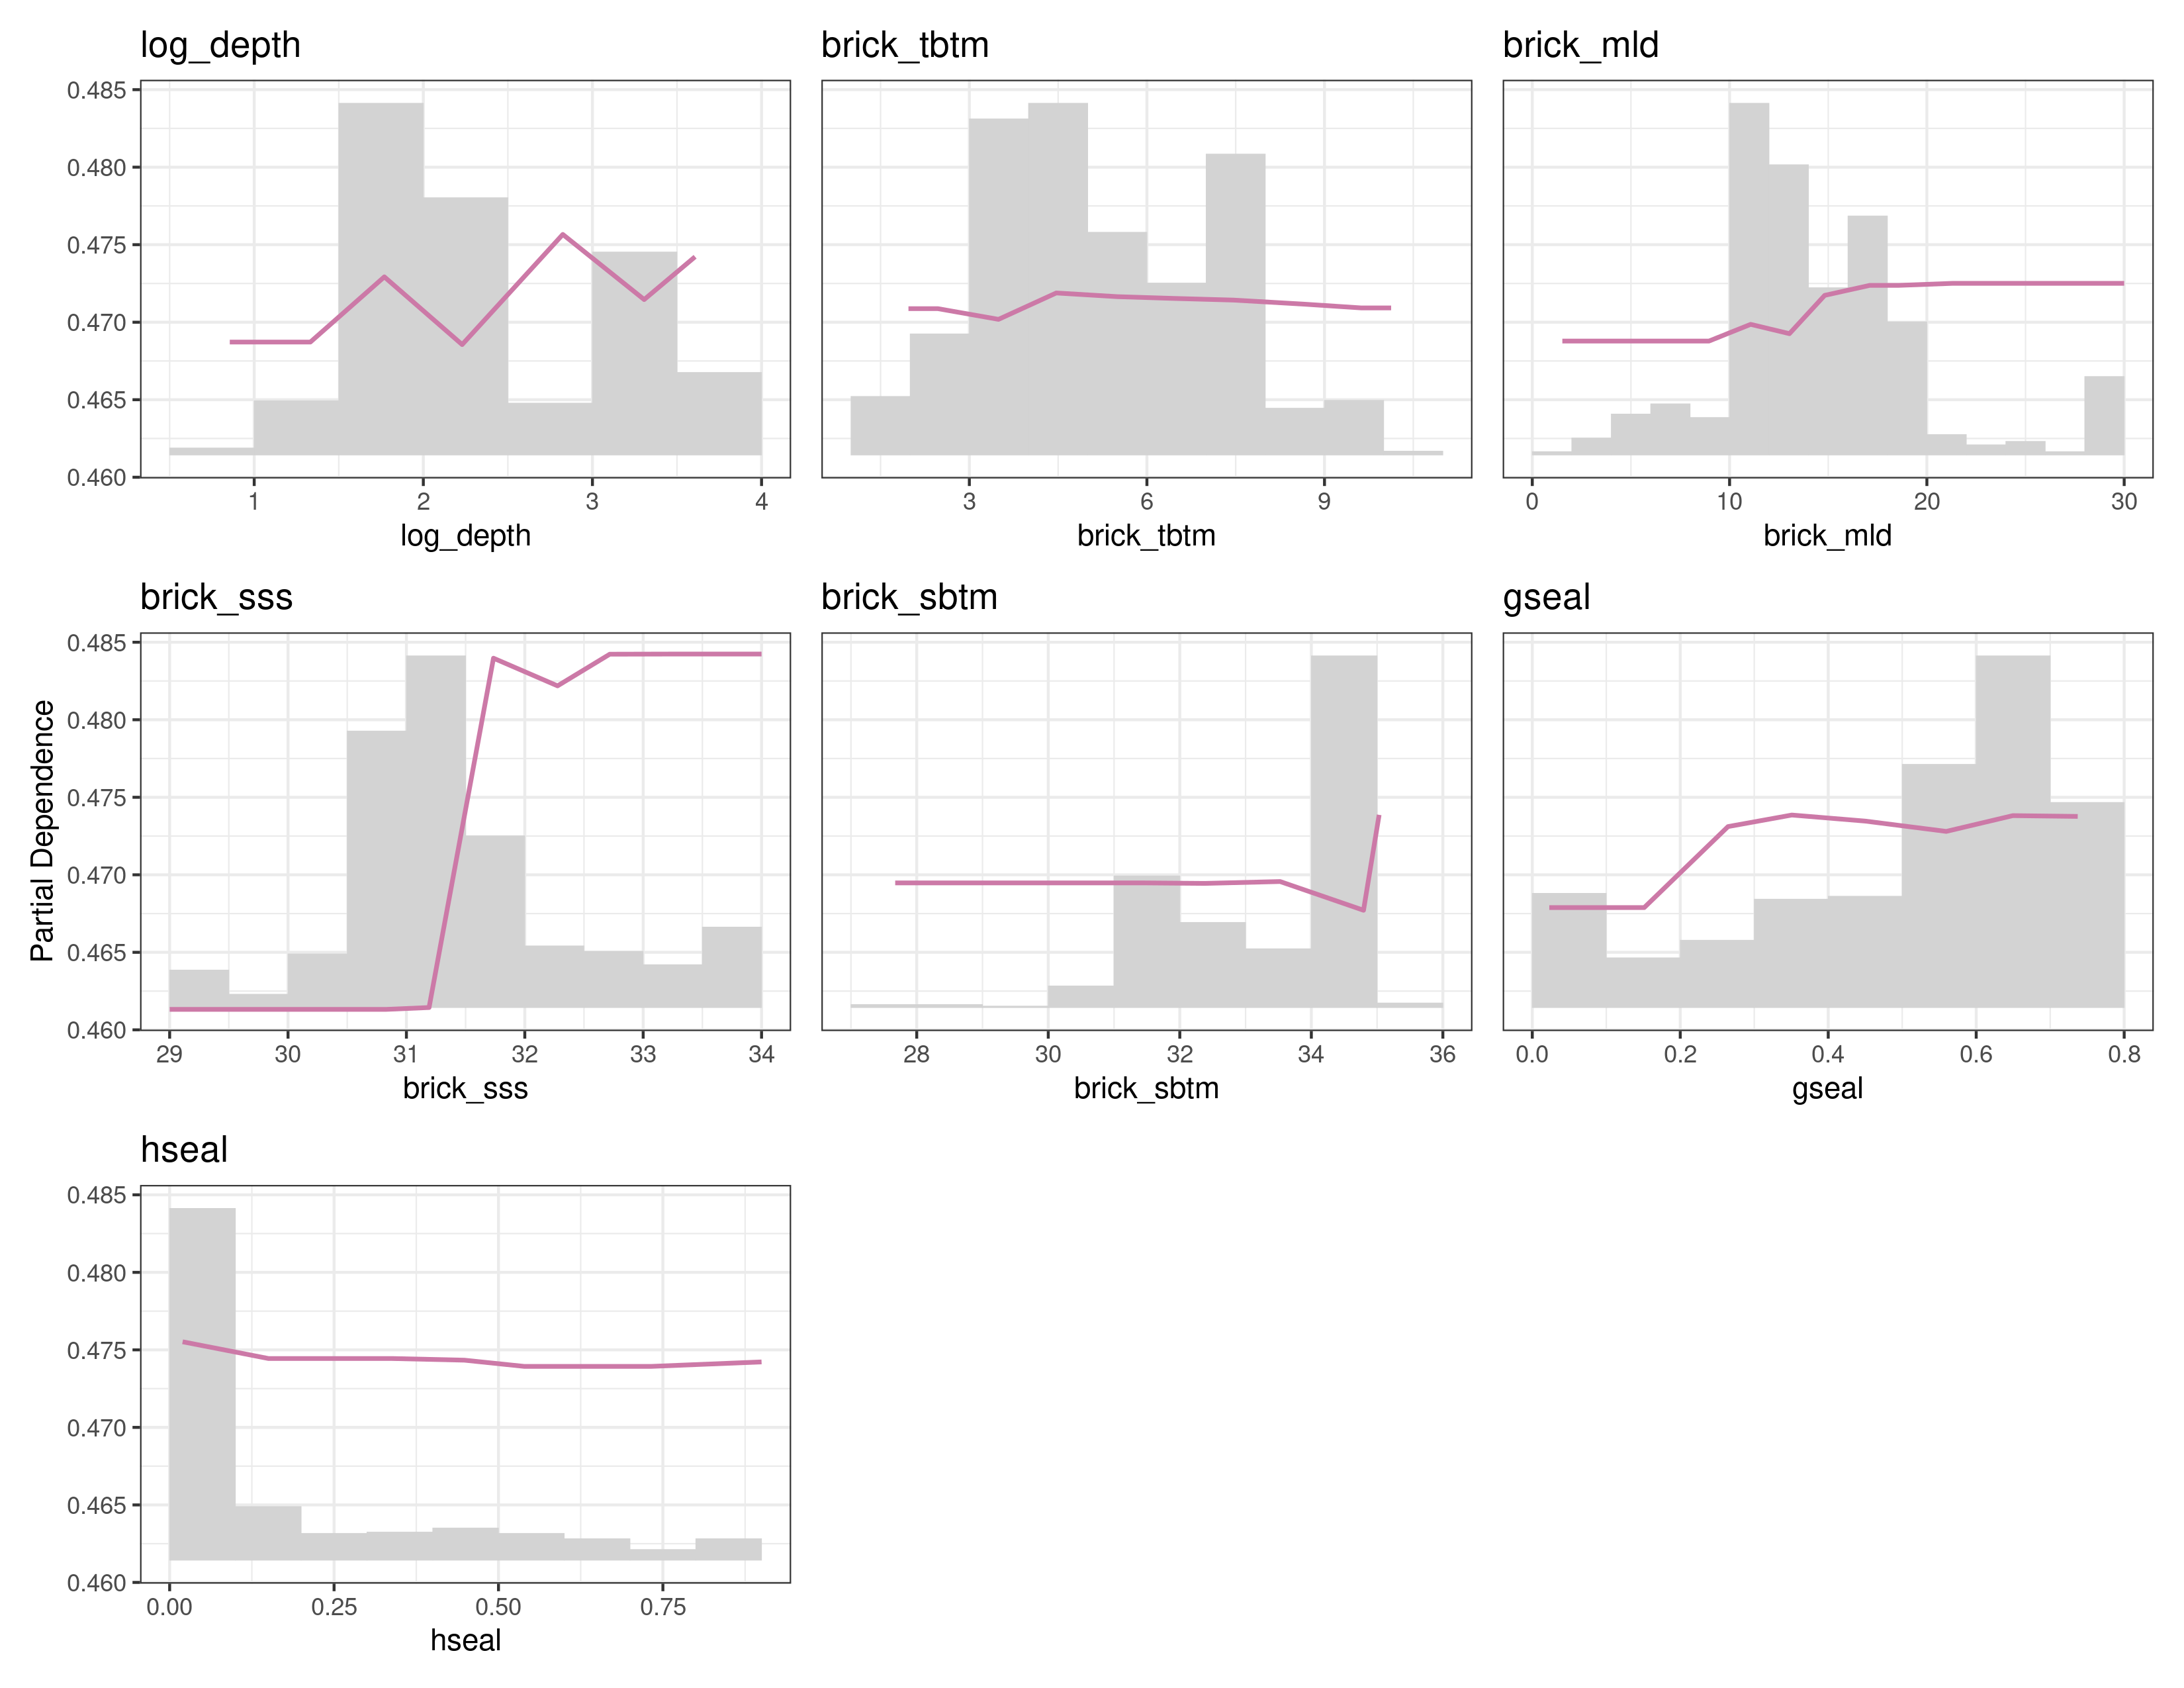 log_depth
brick_tbtm
brick_mld
0.485
0.480
0.475
0.470
0.465
0.460
1 2 3 4
3 6 9
0 10 20 30
log_depth
brick_tbtm
brick_mld
brick_sss
brick_sbtm
gseal
Partial Dependence
0.485
0.480
0.475
0.470
0.465
0.460
29 30 31 32 33 34
28 30 32 34 36
0.0 0.2 0.4 0.6 0.8
brick_sss
brick_sbtm
gseal
hseal
0.485
0.480
0.475
0.470
0.465
0.460
0.00 0.25 0.50 0.75
hseal